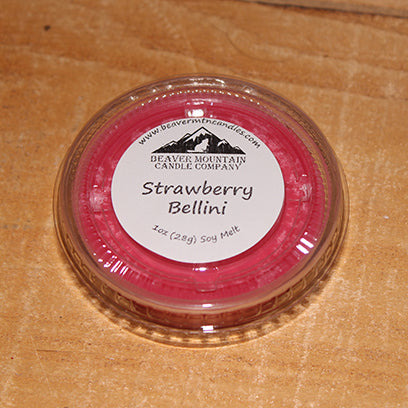 www.beavermtncandles.com
BEAVER MOUNTAIN
CANDLE COMPANY
Strawberry
Bellini
1oz (28g) Soy Melt